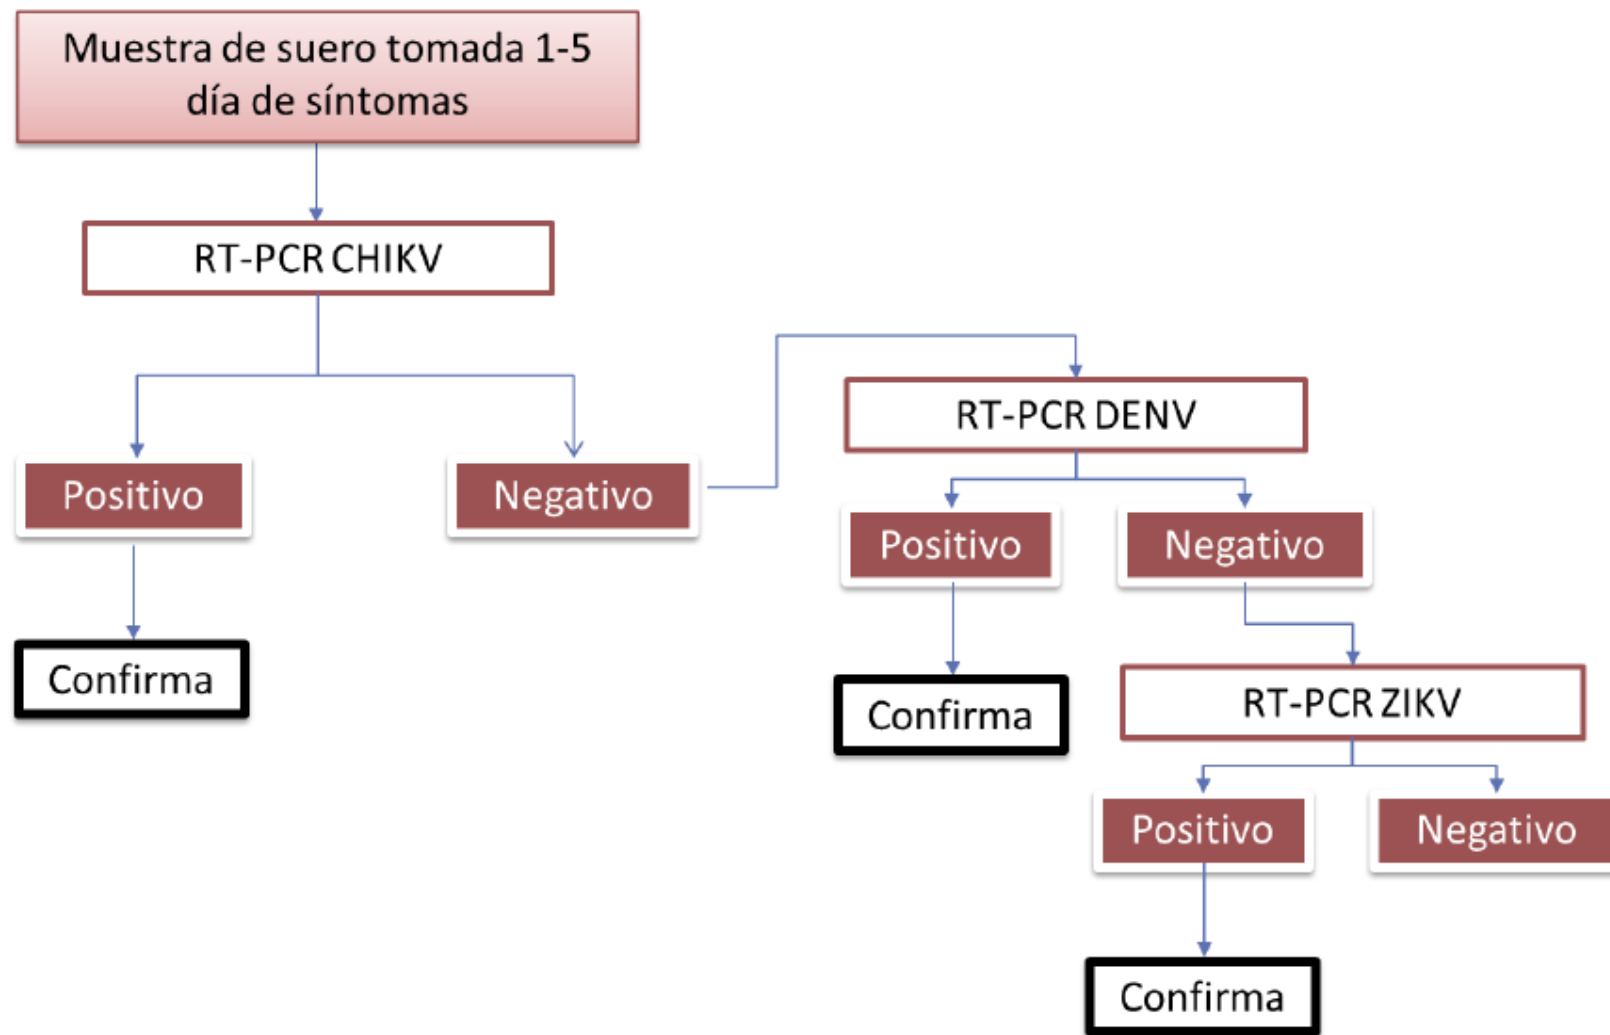 Muestra de suero tomada 1-5
día de síntomas
RT-PCR CHIKV
Positivo
Negativo
Confirma
RT-PCR DENV
Positivo
Negativo
Confirma
RT-PCR ZIKV
Positivo
Negativo
Confirma